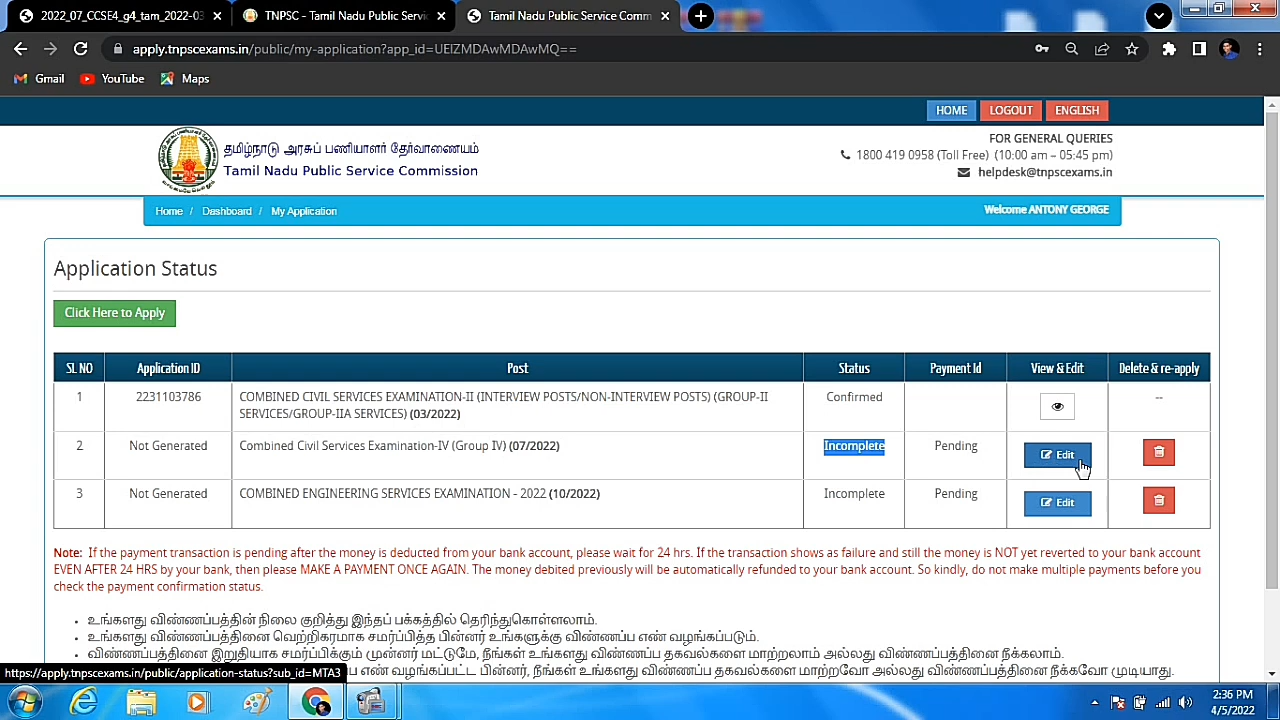 2022_07_CCSE4_g4_tam_2022-03
TNPSC - Tamil Nadu Public Servic
Tamil Nadu Public Service Comm
apply.tnpscexams.in/public/my-application?app_id=UEIZMDAwMDAwMQ==
Gmail YouTube Maps
HOME LOGOUT ENGLISH
தமிழ்நாடு அரசுப் பணியாளர் தேர்வாணையம்
Tamil Nadu Public Service Commission
FOR GENERAL QUERIES
1800 419 0958 (Toll Free) (10:00 am – 05:45 pm)
helpdesk@tnpscexams.in
Home / Dashboard / My Application
Welcome ANTONY GEORGE
Application Status
Click Here to Apply
SL NO Application ID Post Status Payment Id View & Edit Delete & re-apply
1 2231103786 COMBINED CIVIL SERVICES EXAMINATION-II (INTERVIEW POSTS/NON-INTERVIEW POSTS) (GROUP-II Confirmed --
SERVICES/GROUP-IIA SERVICES) (03/2022)
2 Not Generated Combined Civil Services Examination-IV (Group IV) (07/2022) Incomplete Pending Edit
3 Not Generated COMBINED ENGINEERING SERVICES EXAMINATION - 2022 (10/2022) Incomplete Pending Edit
Note: If the payment transaction is pending after the money is deducted from your bank account, please wait for 24 hrs. If the transaction shows as failure and still the money is NOT yet reverted to your bank account
EVEN AFTER 24 HRS by your bank, then please MAKE A PAYMENT ONCE AGAIN. The money debited previously will be automatically refunded to your bank account. So kindly, do not make multiple payments before you
check the payment confirmation status.
• உங்களது விண்ணப்பத்தின் நிலை குறித்து இந்தப் பக்கத்தில் தெரிந்துகொள்ளலாம்.
• உங்களது விண்ணப்பத்தினை வெற்றிகரமாக சமர்ப்பித்த பின்னர் உங்களுக்கு விண்ணப்ப எண் வழங்கப்படும்.
• விண்ணப்பத்தினை இறுதியாக சமர்பிக்கும் முன்னர் மட்டுமே, நீங்கள் உங்களது விண்ணப்ப தகவல்களை மாற்றலாம் அல்லது விண்ணப்பத்தினை நீக்கலாம்.
ப எண் வழங்கப்பட்ட பின்னர், நீங்கள் உங்களது விண்ணப்ப தகவல்களை மாற்றவோ அல்லது விண்ணப்பத்தினை நீக்கவோ முடியாது.
https://apply.tnpscexams.in/public/application-status?sub_id=MTA3
2:36 PM
4/5/2022